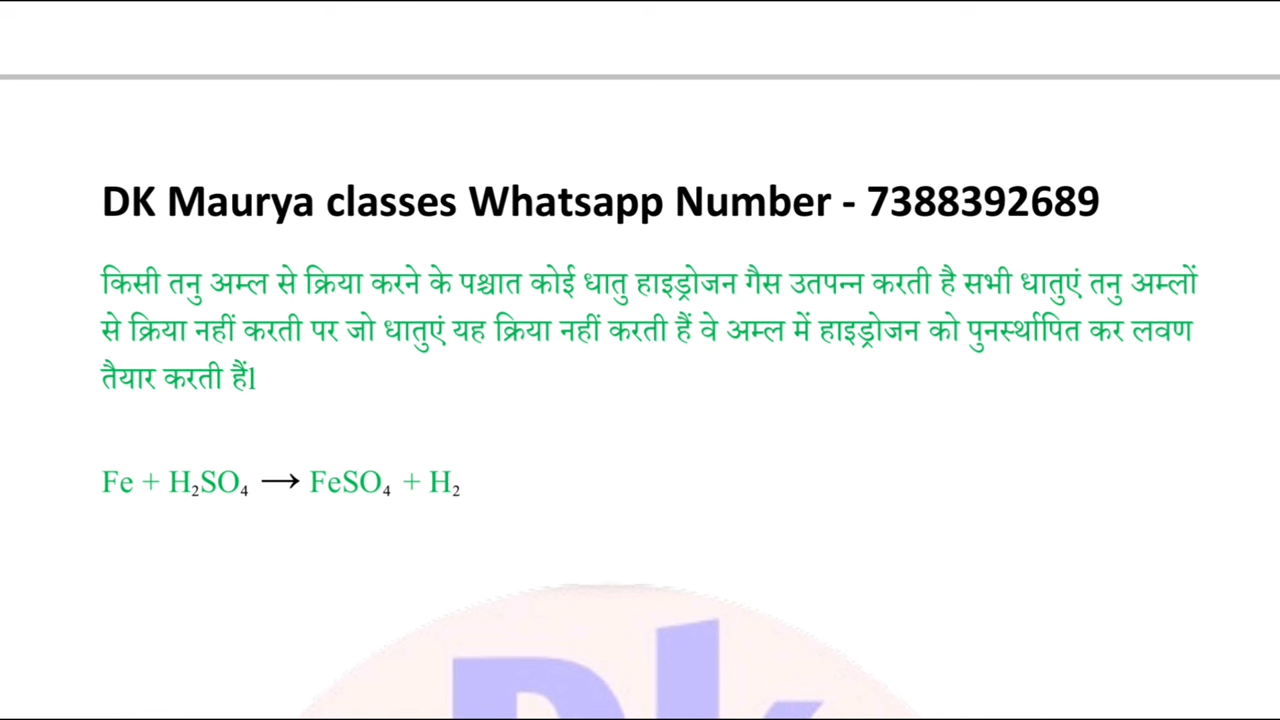 DK Maurya classes Whatsapp Number - 7388392689
किसी तनु अम्ल से क्रिया करने के पश्चात कोई धातु हाइड्रोजन गैस उतपन्न करती है सभी धातुएं तनु अम्लों
से क्रिया नहीं करती पर जो धातुएं यह क्रिया नहीं करती हैं वे अम्ल में हाइड्रोजन को पुनर्स्थापित कर लवण
तैयार करती हैंl
Fe + H₂SO₄ ⟶ FeSO₄ + H₂
Dk